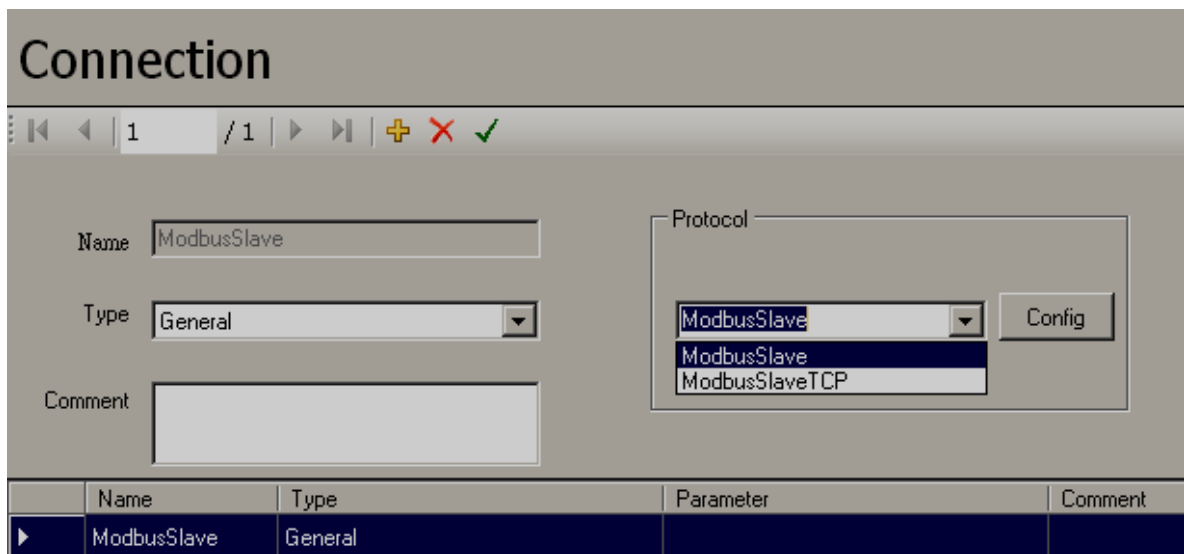 Connection
1 / 1
Protocol
Name ModbusSlave
Type General
ModbusSlave Config
ModbusSlave
ModbusSlaveTCP
Comment
Name Type Parameter Comment
ModbusSlave General